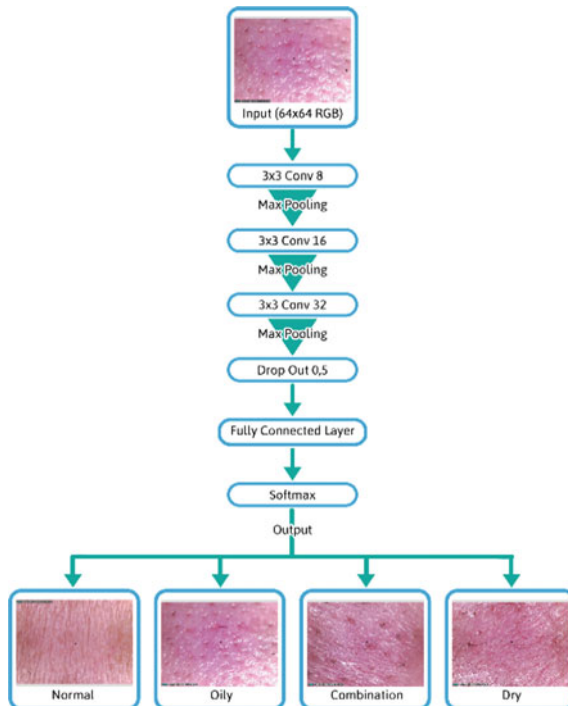 Input (64x64 RGB)
3x3 Conv 8
Max Pooling
3x3 Conv 16
Max Pooling
3x3 Conv 32
Max Pooling
Drop Out 0,5
Fully Connected Layer
Softmax
Output
Normal
Oily
Combination
Dry